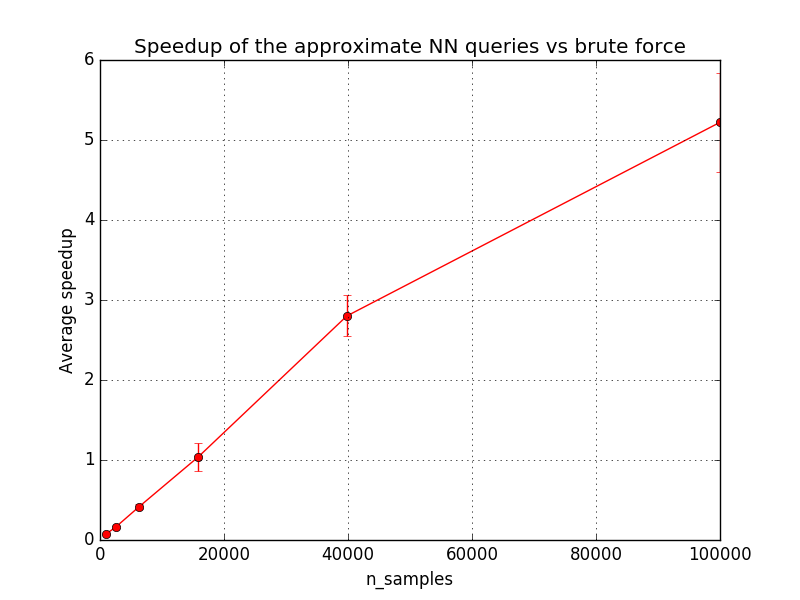 Speedup of the approximate NN queries vs brute force
6
5
4
3
2
1
0
Average speedup
0 20000 40000 60000 80000 100000
n_samples